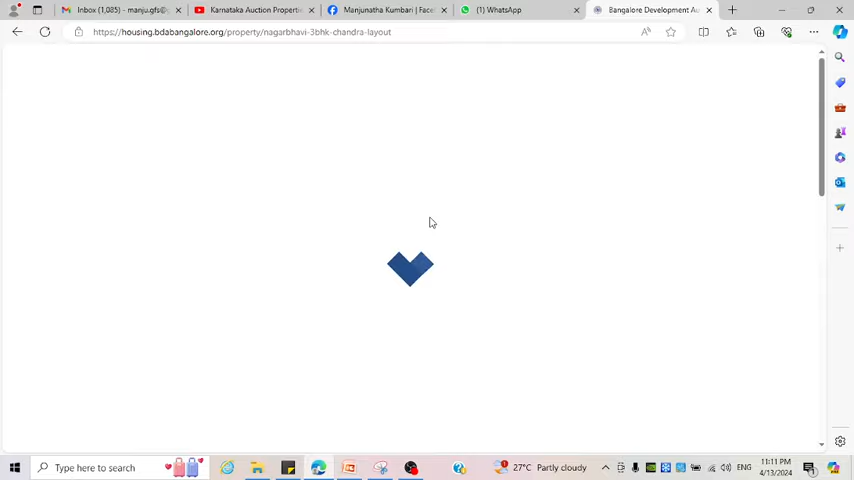 Inbox (1,085) - manju.gfs@
Karnataka Auction Properti
Manjunatha Kumbari | Face
(1) WhatsApp
Bangalore Development Au
https://housing.bdabangalore.org/property/nagarbhavi-3bhk-chandra-layout
Type here to search
27°C Partly cloudy
ENG
11:11 PM
4/13/2024